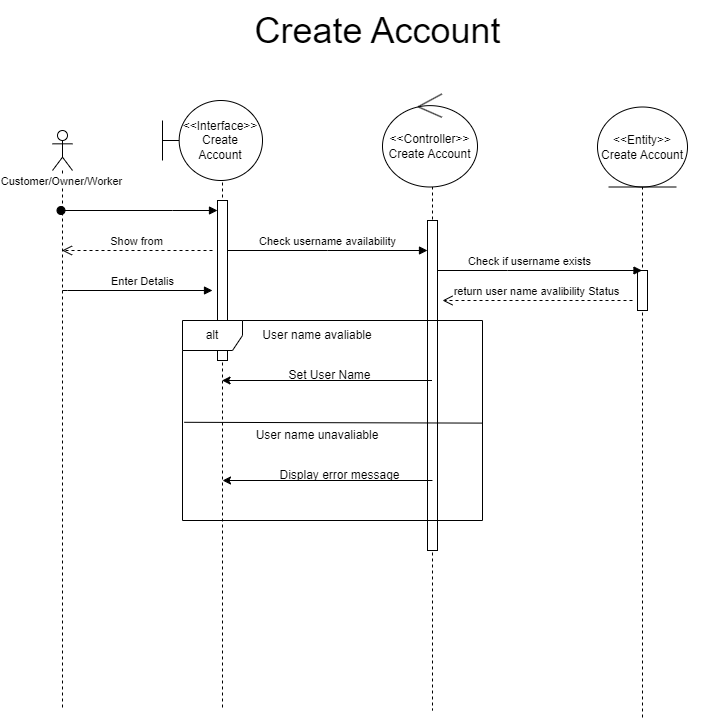 Create Account
<<Interface>>
Create
Account
<<Controller>>
Create Account
<<Entity>>
Create Account
Customer/Owner/Worker
Show from
Check username availability
Check if username exists
Enter Detalis
return user name avalibility Status
alt
User name avaliable
Set User Name
User name unavaliable
Display error message